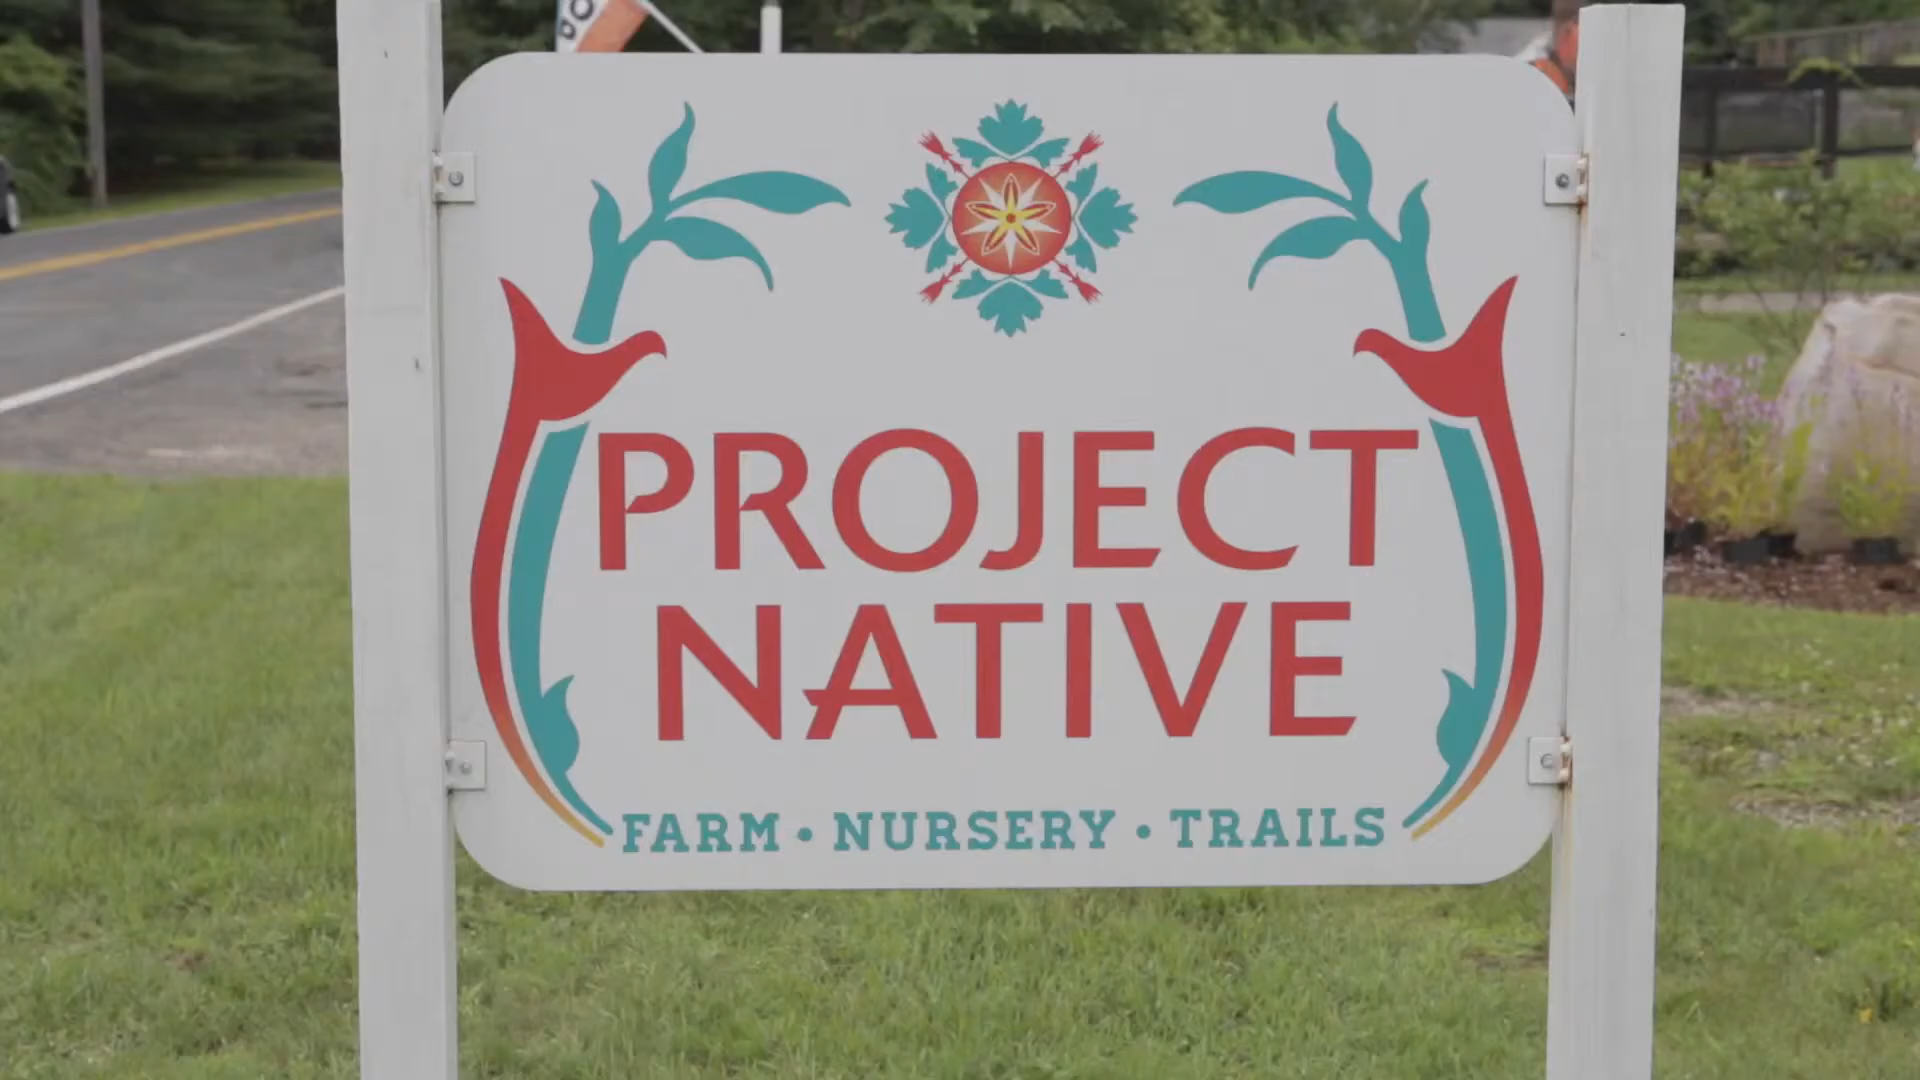 PROJECT
NATIVE
FARM • NURSERY • TRAILS